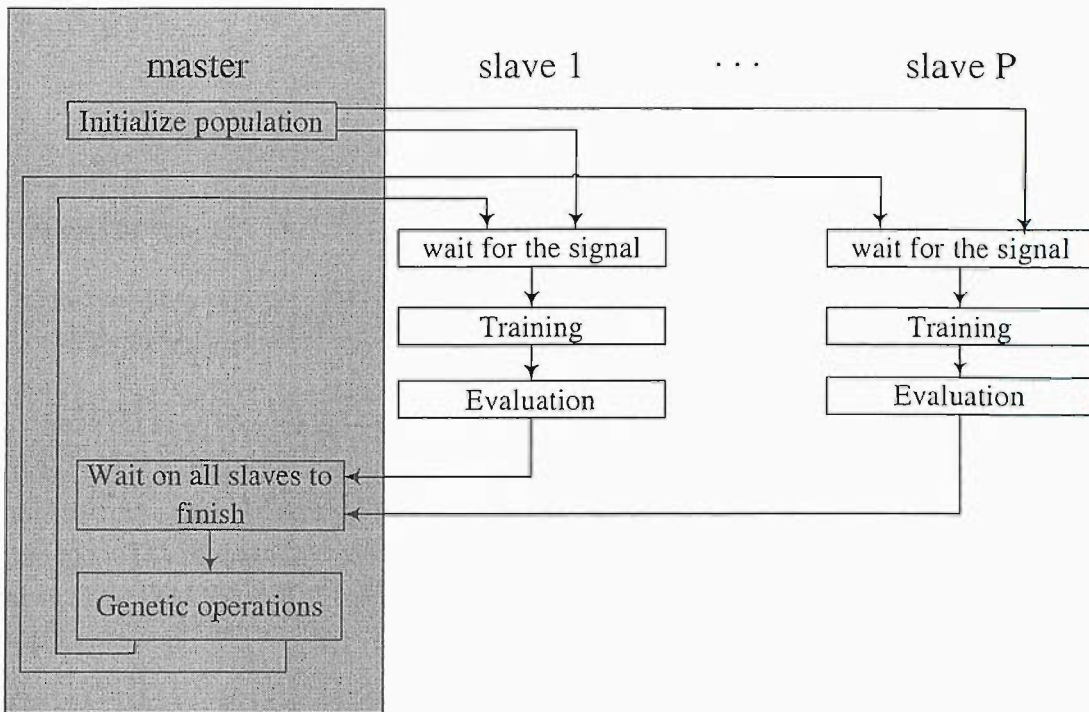 master
slave 1
· · ·
slave P
Initialize population
wait for the signal
wait for the signal
Training
Training
Evaluation
Evaluation
Wait on all slaves to
finish
Genetic operations